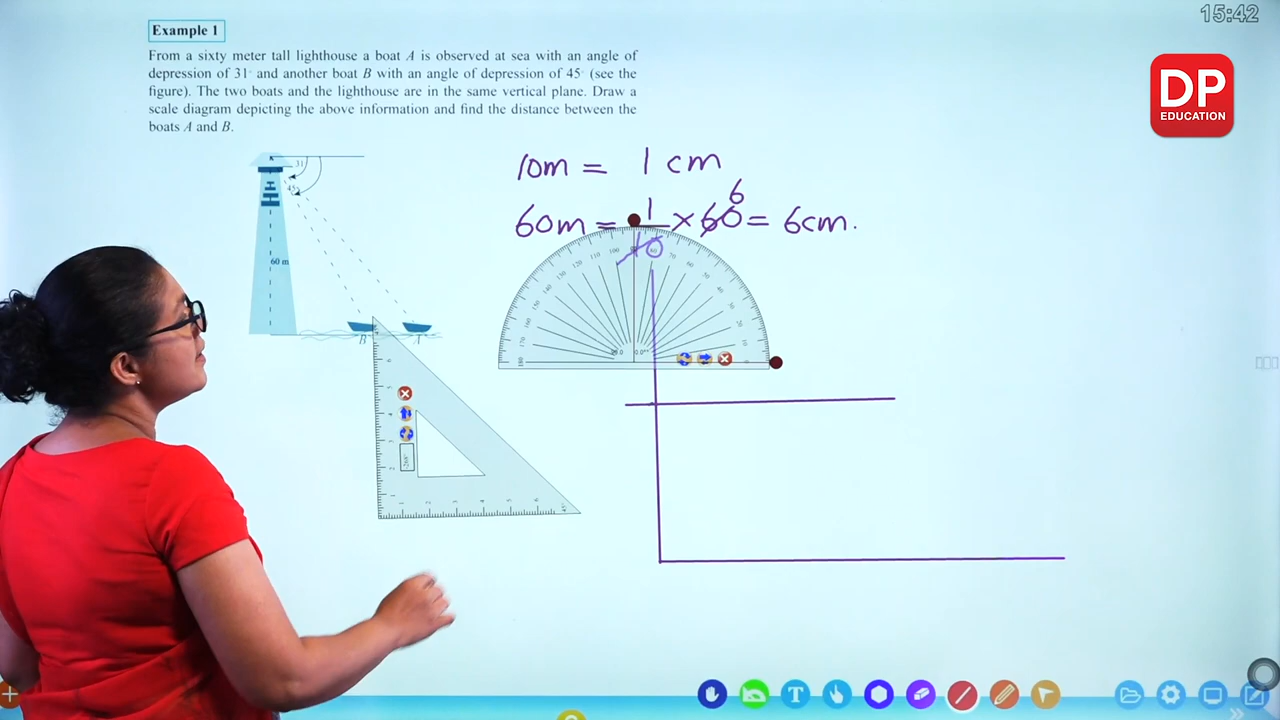 15:42
Example 1
From a sixty meter tall lighthouse a boat A is observed at sea with an angle of
depression of 31° and another boat B with an angle of depression of 45° (see the
figure). The two boats and the lighthouse are in the same vertical plane. Draw a
scale diagram depicting the above information and find the distance between the
boats A and B.
DP
EDUCATION
31°
45°
60 m
B A
10m = 1 cm
60m = 1/10 × 60 6 = 6cm.